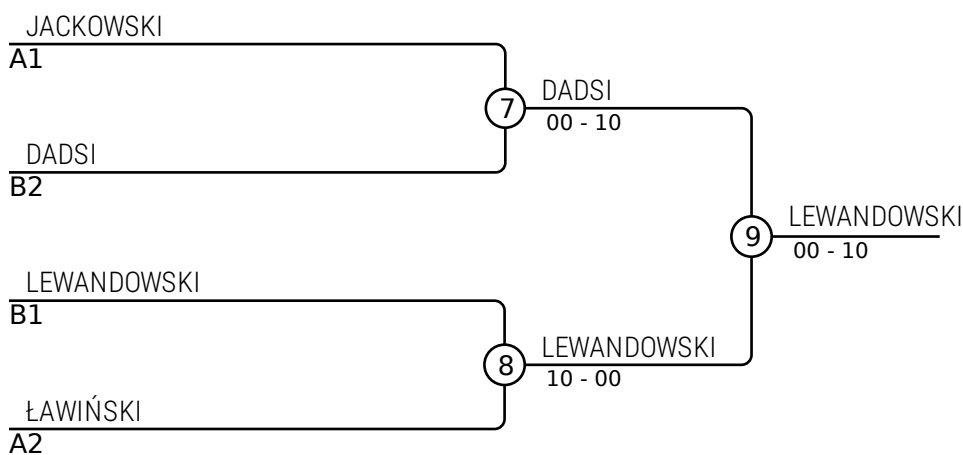 JACKOWSKI
A1
7
DADSI
00 - 10
DADSI
B2
9
LEWANDOWSKI
00 - 10
LEWANDOWSKI
B1
8
LEWANDOWSKI
10 - 00
ŁAWIŃSKI
A2